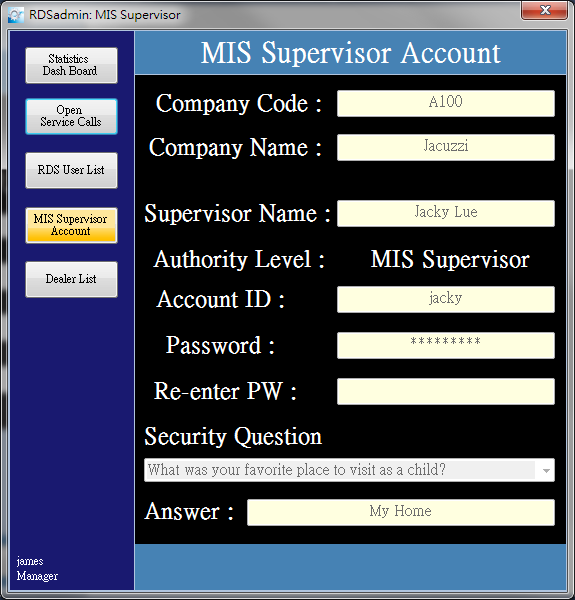 RDSadmin: MIS Supervisor
MIS Supervisor Account
Statistics
Dash Board
Open
Service Calls
RDS User List
MIS Supervisor
Account
Dealer List
Company Code : A100
Company Name : Jacuzzi
Supervisor Name : Jacky Lue
Authority Level : MIS Supervisor
Account ID : jacky
Password : *********
Re-enter PW :
Security Question
What was your favorite place to visit as a child?
Answer : My Home
james
Manager